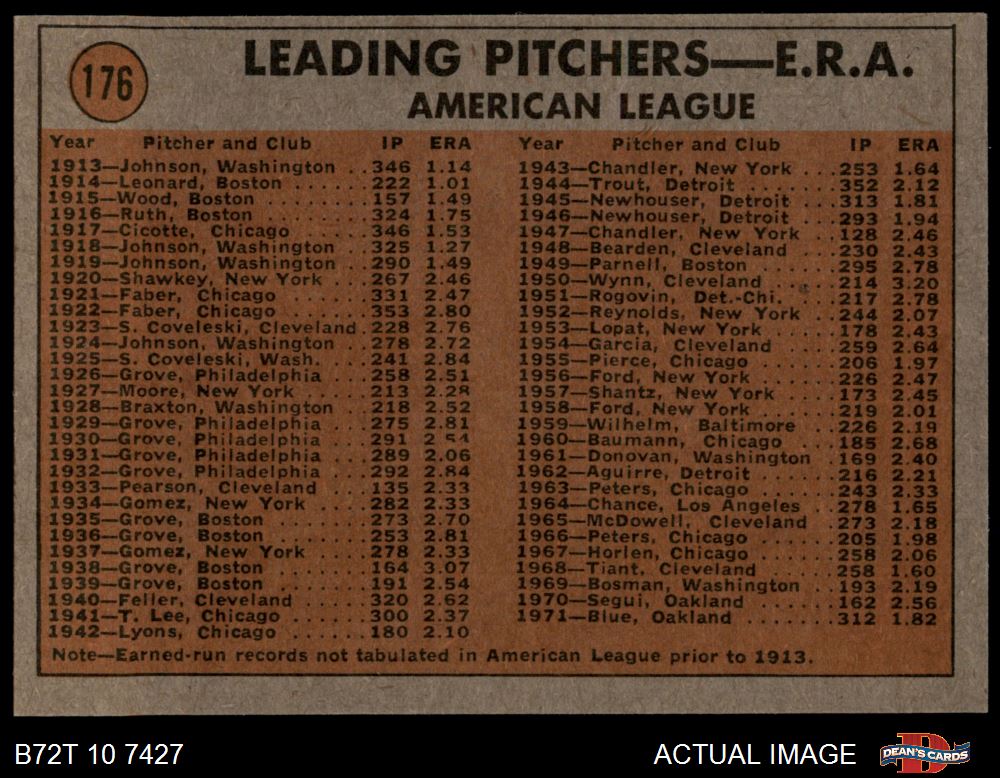 176
LEADING PITCHERS—E.R.A.
AMERICAN LEAGUE
Year Pitcher and Club IP ERA
1913—Johnson, Washington ..346 1.14
1914—Leonard, Boston ......222 1.01
1915—Wood, Boston ........157 1.49
1916—Ruth, Boston ........324 1.75
1917—Cicotte, Chicago .....346 1.53
1918—Johnson, Washington ..325 1.27
1919—Johnson, Washington ..290 1.49
1920—Shawkey, New York ...267 2.46
1921—Faber, Chicago ......331 2.47
1922—Faber, Chicago ......353 2.80
1923—S. Coveleski, Cleveland.228 2.76
1924—Johnson, Washington ..278 2.72
1925—S. Coveleski, Wash. ...241 2.84
1926—Grove, Philadelphia ...258 2.51
1927—Moore, New York .....213 2.28
1928—Braxton, Washington ..218 2.52
1929—Grove, Philadelphia ...275 2.81
1930—Grove, Philadelphia ...291 2.54
1931—Grove, Philadelphia ...289 2.06
1932—Grove, Philadelphia ...292 2.84
1933—Pearson, Cleveland ....135 2.33
1934—Gomez, New York ....282 2.33
1935—Grove, Boston .......273 2.70
1936—Grove, Boston .......253 2.81
1937—Gomez, New York ....278 2.33
1938—Grove, Boston .......164 3.07
1939—Grove, Boston .......191 2.54
1940—Feller, Cleveland .....320 2.62
1941—T. Lee, Chicago ......300 2.37
1942—Lyons, Chicago ......180 2.10
Year Pitcher and Club IP ERA
1943—Chandler, New York ...253 1.64
1944—Trout, Detroit .......352 2.12
1945—Newhouser, Detroit ...313 1.81
1946—Newhouser, Detroit ...293 1.94
1947—Chandler, New York ..128 2.46
1948—Bearden, Cleveland ...230 2.43
1949—Parnell, Boston ......295 2.78
1950—Wynn, Cleveland .....214 3.20
1951—Rogovin, Det.-Chi. ....217 2.78
1952—Reynolds, New York ..244 2.07
1953—Lopat, New York .....178 2.43
1954—Garcia, Cleveland ....259 2.64
1955—Pierce, Chicago ......206 1.97
1956—Ford, New York ......226 2.47
1957—Shantz, New York ....173 2.45
1958—Ford, New York ......219 2.01
1959—Wilhelm, Baltimore ...226 2.19
1960—Baumann, Chicago ....185 2.68
1961—Donovan, Washington .169 2.40
1962—Aguirre, Detroit ......216 2.21
1963—Peters, Chicago ......243 2.33
1964—Chance, Los Angeles ..278 1.65
1965—McDowell, Cleveland ..273 2.18
1966—Peters, Chicago ......205 1.98
1967—Horlen, Chicago ......258 2.06
1968—Tiant, Cleveland .....258 1.60
1969—Bosman, Washington ..193 2.19
1970—Segui, Oakland ......162 2.56
1971—Blue, Oakland .......312 1.82
Note—Earned-run records not tabulated in American League prior to 1913.
B72T 10 7427
ACTUAL IMAGE
DEAN'S CARDS